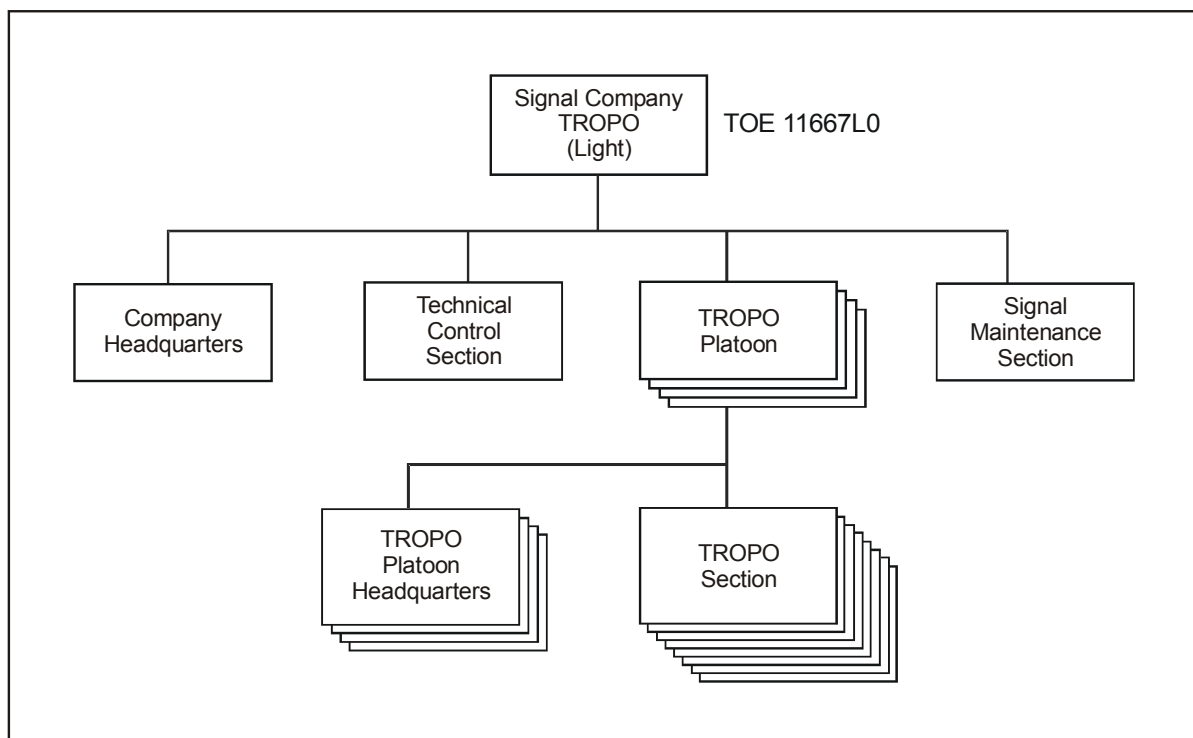 Signal Company
TROPO
(Light)
TOE 11667L0
Company
Headquarters
Technical
Control
Section
TROPO
Platoon
Signal
Maintenance
Section
TROPO
Platoon
Headquarters
TROPO
Section